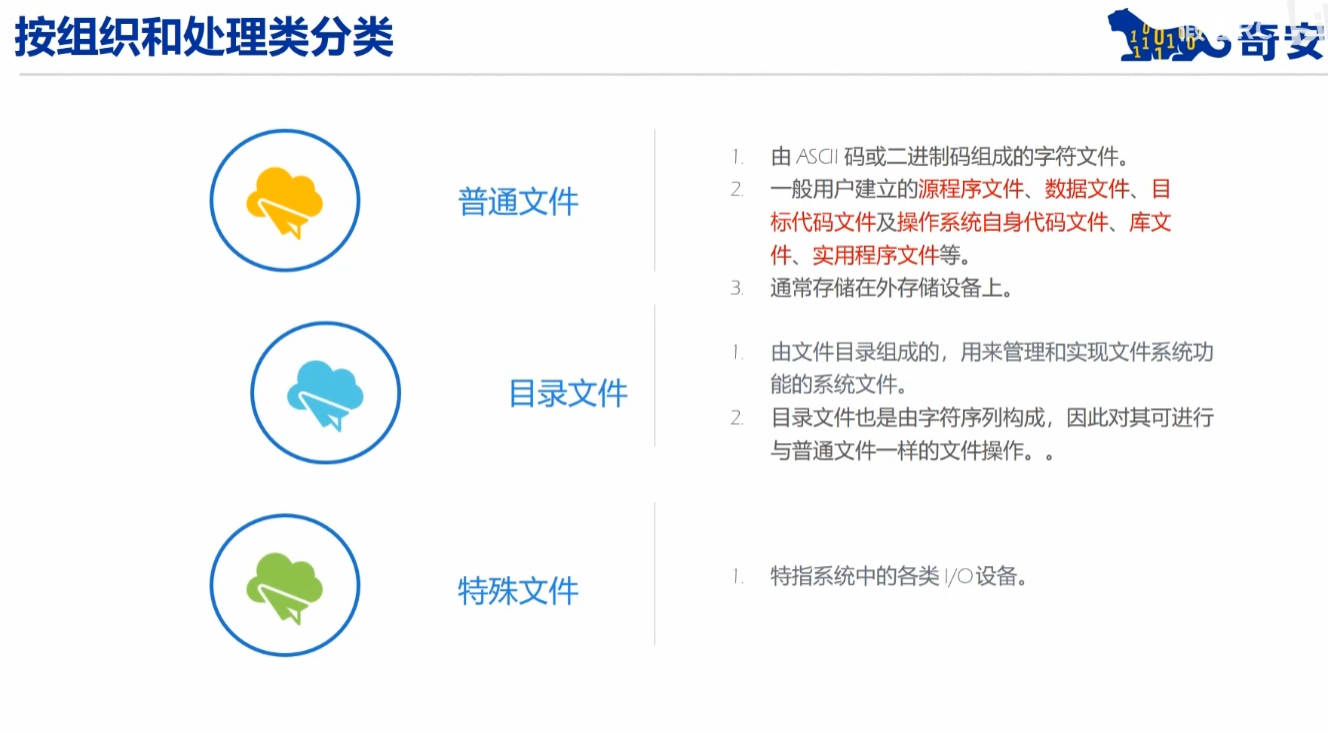 按组织和处理类分类
奇安
普通文件
1. 由 ASCII 码或二进制码组成的字符文件。
2. 一般用户建立的源程序文件、数据文件、目
标代码文件及操作系统自身代码文件、库文
件、实用程序文件等。
3. 通常存储在外存储设备上。
目录文件
1. 由文件目录组成的，用来管理和实现文件系统功
能的系统文件。
2. 目录文件也是由字符序列构成，因此对其可进行
与普通文件一样的文件操作。。
特殊文件
1. 特指系统中的各类 I/O 设备。